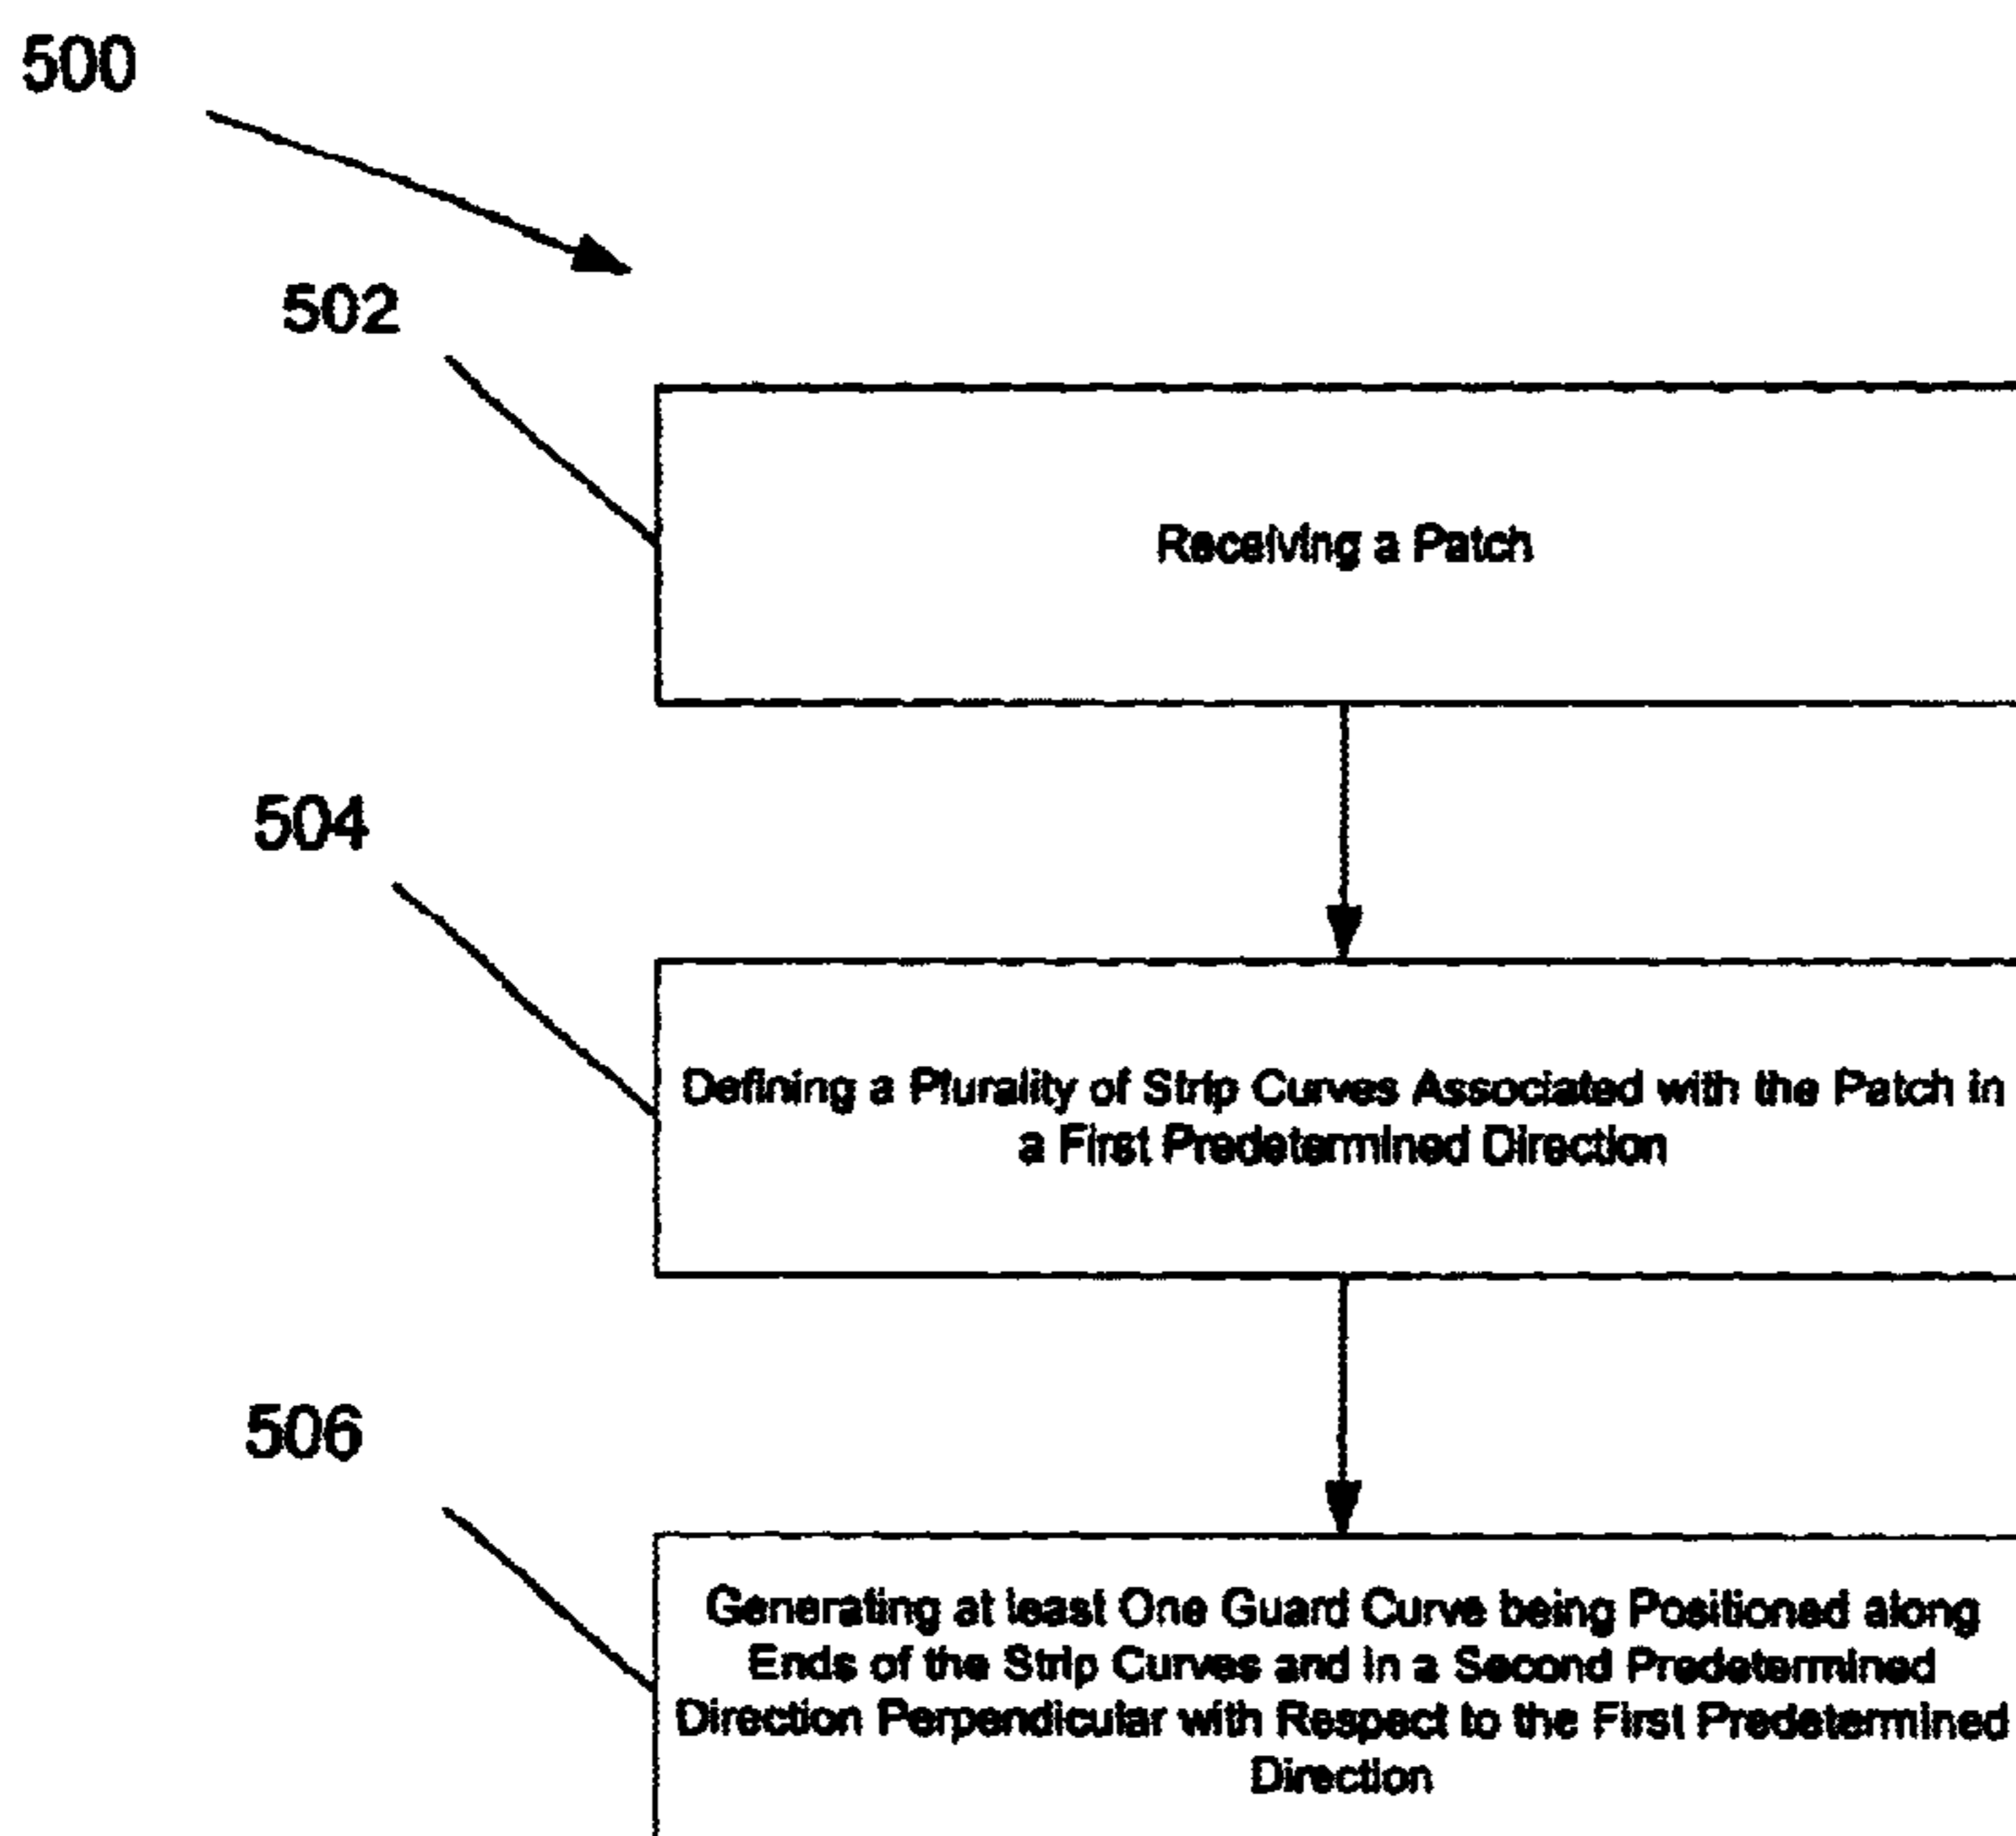 500
502
Receiving a Patch
504
Defining a Plurality of Strip Curves Associated with the Patch in
a First Predetermined Direction
506
Generating at least One Guard Curve being Positioned along
Ends of the Strip Curves and in a Second Predetermined
Direction Perpendicular with Respect to the First Predetermined
Direction